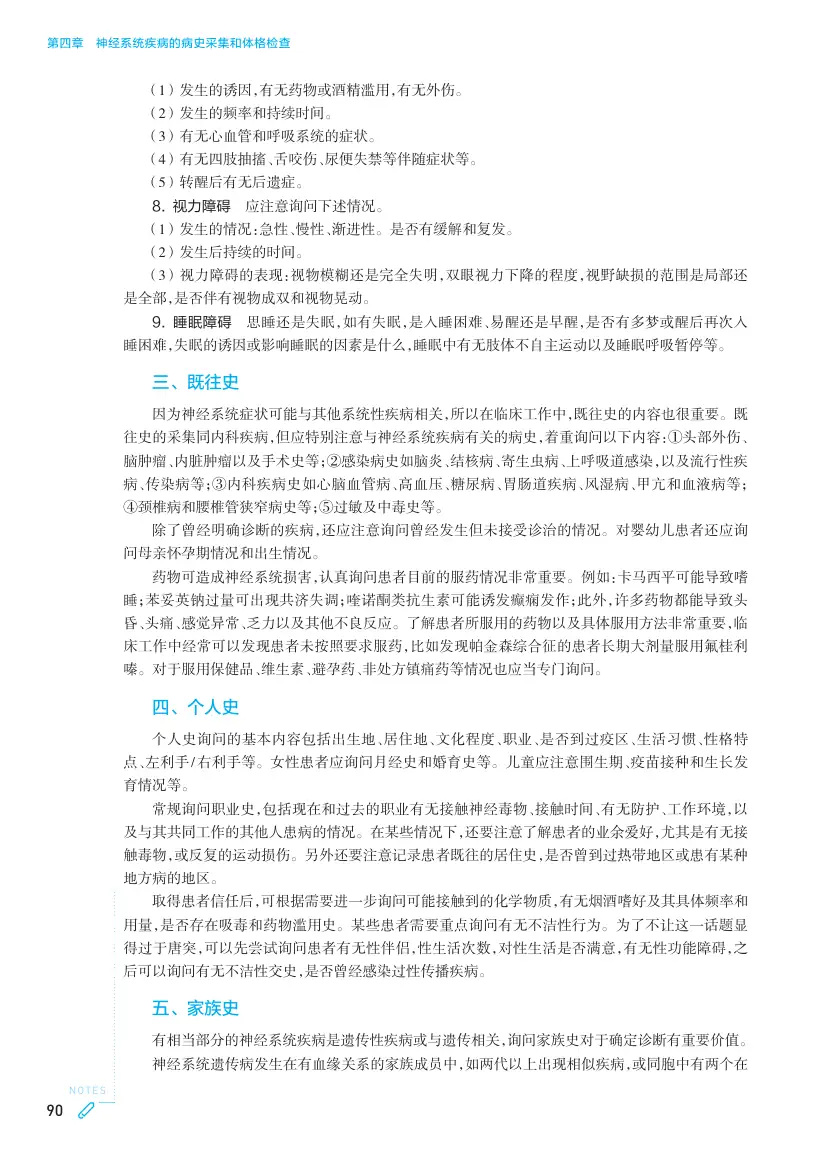 第四章 神经系统疾病的病史采集和体格检查
（1）发生的诱因,有无药物或酒精滥用,有无外伤。
（2）发生的频率和持续时间。
（3）有无心血管和呼吸系统的症状。
（4）有无四肢抽搐、舌咬伤、尿便失禁等伴随症状等。
（5）转醒后有无后遗症。
8. 视力障碍 应注意询问下述情况。
（1）发生的情况:急性、慢性、渐进性。是否有缓解和复发。
（2）发生后持续的时间。
（3）视力障碍的表现:视物模糊还是完全失明,双眼视力下降的程度,视野缺损的范围是局部还
是全部,是否伴有视物成双和视物晃动。
9. 睡眠障碍 思睡还是失眠,如有失眠,是入睡困难、易醒还是早醒,是否有多梦或醒后再次入
睡困难,失眠的诱因或影响睡眠的因素是什么,睡眠中有无肢体不自主运动以及睡眠呼吸暂停等。
三、既往史
因为神经系统症状可能与其他系统性疾病相关,所以在临床工作中,既往史的内容也很重要。既
往史的采集同内科疾病,但应特别注意与神经系统疾病有关的病史,着重询问以下内容:①头部外伤、
脑肿瘤、内脏肿瘤以及手术史等;②感染病史如脑炎、结核病、寄生虫病、上呼吸道感染,以及流行性疾
病、传染病等;③内科疾病史如心脑血管病、高血压、糖尿病、胃肠道疾病、风湿病、甲亢和血液病等;
④颈椎病和腰椎管狭窄病史等;⑤过敏及中毒史等。
除了曾经明确诊断的疾病,还应注意询问曾经发生但未接受诊治的情况。对婴幼儿患者还应询
问母亲怀孕期情况和出生情况。
药物可造成神经系统损害,认真询问患者目前的服药情况非常重要。例如:卡马西平可能导致嗜
睡;苯妥英钠过量可出现共济失调;喹诺酮类抗生素可能诱发癫痫发作;此外,许多药物都能导致头
昏、头痛、感觉异常、乏力以及其他不良反应。了解患者所服用的药物以及具体服用方法非常重要,临
床工作中经常可以发现患者未按照要求服药,比如发现帕金森综合征的患者长期大剂量服用氟桂利
嗪。对于服用保健品、维生素、避孕药、非处方镇痛药等情况也应当专门询问。
四、个人史
个人史询问的基本内容包括出生地、居住地、文化程度、职业、是否到过疫区、生活习惯、性格特
点、左利手/右利手等。女性患者应询问月经史和婚育史等。儿童应注意围生期、疫苗接种和生长发
育情况等。
常规询问职业史,包括现在和过去的职业有无接触神经毒物、接触时间、有无防护、工作环境,以
及与其共同工作的其他人患病的情况。在某些情况下,还要注意了解患者的业余爱好,尤其是有无接
触毒物,或反复的运动损伤。另外还要注意记录患者既往的居住史,是否曾到过热带地区或患有某种
地方病的地区。
取得患者信任后,可根据需要进一步询问可能接触到的化学物质,有无烟酒嗜好及其具体频率和
用量,是否存在吸毒和药物滥用史。某些患者需要重点询问有无不洁性行为。为了不让这一话题显
得过于唐突,可以先尝试询问患者有无性伴侣,性生活次数,对性生活是否满意,有无性功能障碍,之
后可以询问有无不洁性交史,是否曾经感染过性传播疾病。
五、家族史
有相当部分的神经系统疾病是遗传性疾病或与遗传相关,询问家族史对于确定诊断有重要价值。
神经系统遗传病发生在有血缘关系的家族成员中,如两代以上出现相似疾病,或同胞中有两个在
NOTES
90